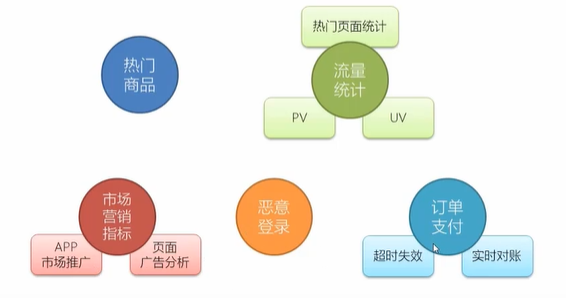 热门页面统计
热门
商品
流量
统计
PV
UV
市场
营销
指标
APP
市场推广
页面
广告分析
恶意
登录
订单
支付
超时失效
实时对账